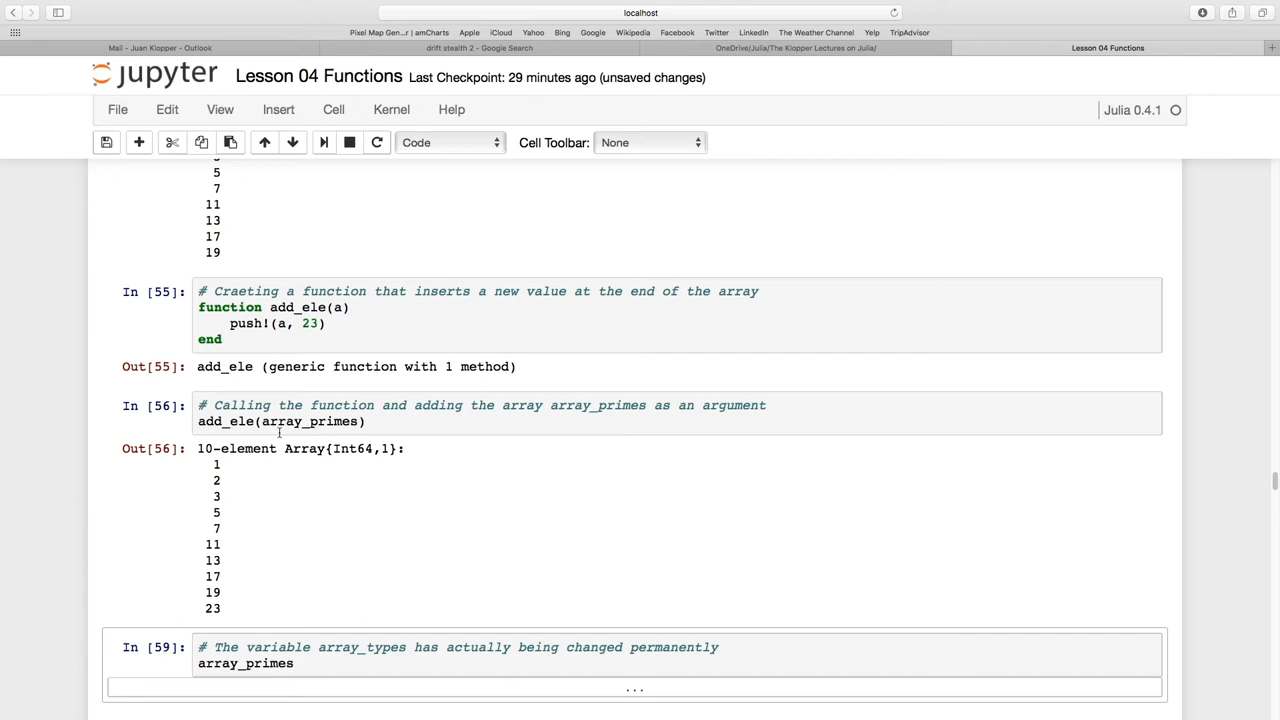 localhost
Pixel Map Gen...r | amCharts Apple iCloud Yahoo Bing Google Wikipedia Facebook Twitter LinkedIn The Weather Channel Yelp TripAdvisor
Mail - Juan Klopper - Outlook drift stealth 2 - Google Search OneDrive/Julia/The Klopper Lectures on Julia/ Lesson 04 Functions
jupyter Lesson 04 Functions Last Checkpoint: 29 minutes ago (unsaved changes)
File Edit View Insert Cell Kernel Help Julia 0.4.1
Code Cell Toolbar: None
5
7
11
13
17
19
In [55]: # Craeting a function that inserts a new value at the end of the array
function add_ele(a)
push!(a, 23)
end
Out[55]: add_ele (generic function with 1 method)
In [56]: # Calling the function and adding the array array_primes as an argument
add_ele(array_primes)
Out[56]: 10-element Array{Int64,1}:
1
2
3
5
7
11
13
17
19
23
In [59]: # The variable array_types has actually being changed permanently
array_primes
...